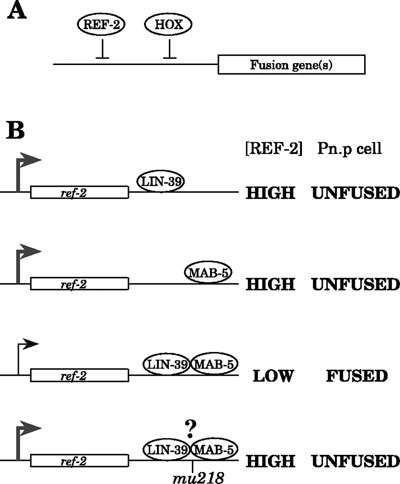 A
REF-2 HOX
Fusion gene(s)
B
[REF-2] Pn.p cell
LIN-39
ref-2 HIGH UNFUSED
MAB-5
ref-2 HIGH UNFUSED
LIN-39 MAB-5
ref-2 LOW FUSED
?
LIN-39 MAB-5
ref-2 HIGH UNFUSED
mu218